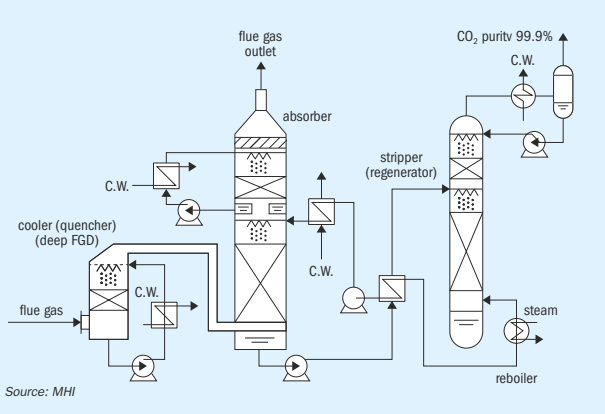 flue gas
outlet
CO₂ purity 99.9%
C.W.
absorber
stripper
(regenerator)
C.W.
cooler (quencher)
(deep FGD)
C.W.
C.W.
flue gas
steam
reboiler
Source: MHI